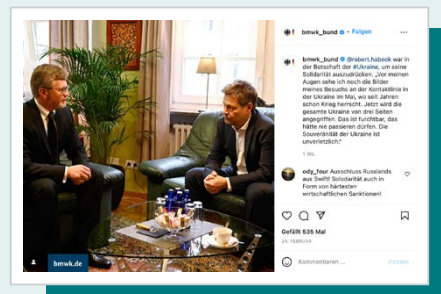 bmwk_bund • Folgen
bmwk_bund @robert.habeck war in
der Botschaft der #Ukraine, um seine
Solidarität auszudrücken. „Vor meinen
Augen sehe ich noch die Bilder
meines Besuchs an der Kontaktlinie in
der Ukraine im Mai, wo seit Jahren
schon Krieg herrscht. Jetzt wird die
gesamte Ukraine von drei Seiten
angegriffen. Das ist furchtbar, das
hätte nie passieren dürfen. Die
Souveränität der Ukraine ist
unverletzlich."
1 Wo.
ody_four Ausschluss Russlands
aus Swift! Solodarität auch in
Form von härtesten
wirtschaftlichen Sanktionen!
Gefällt 535 Mal
24. FEBRUAR
Kommentieren ...
Posten
bmwk.de